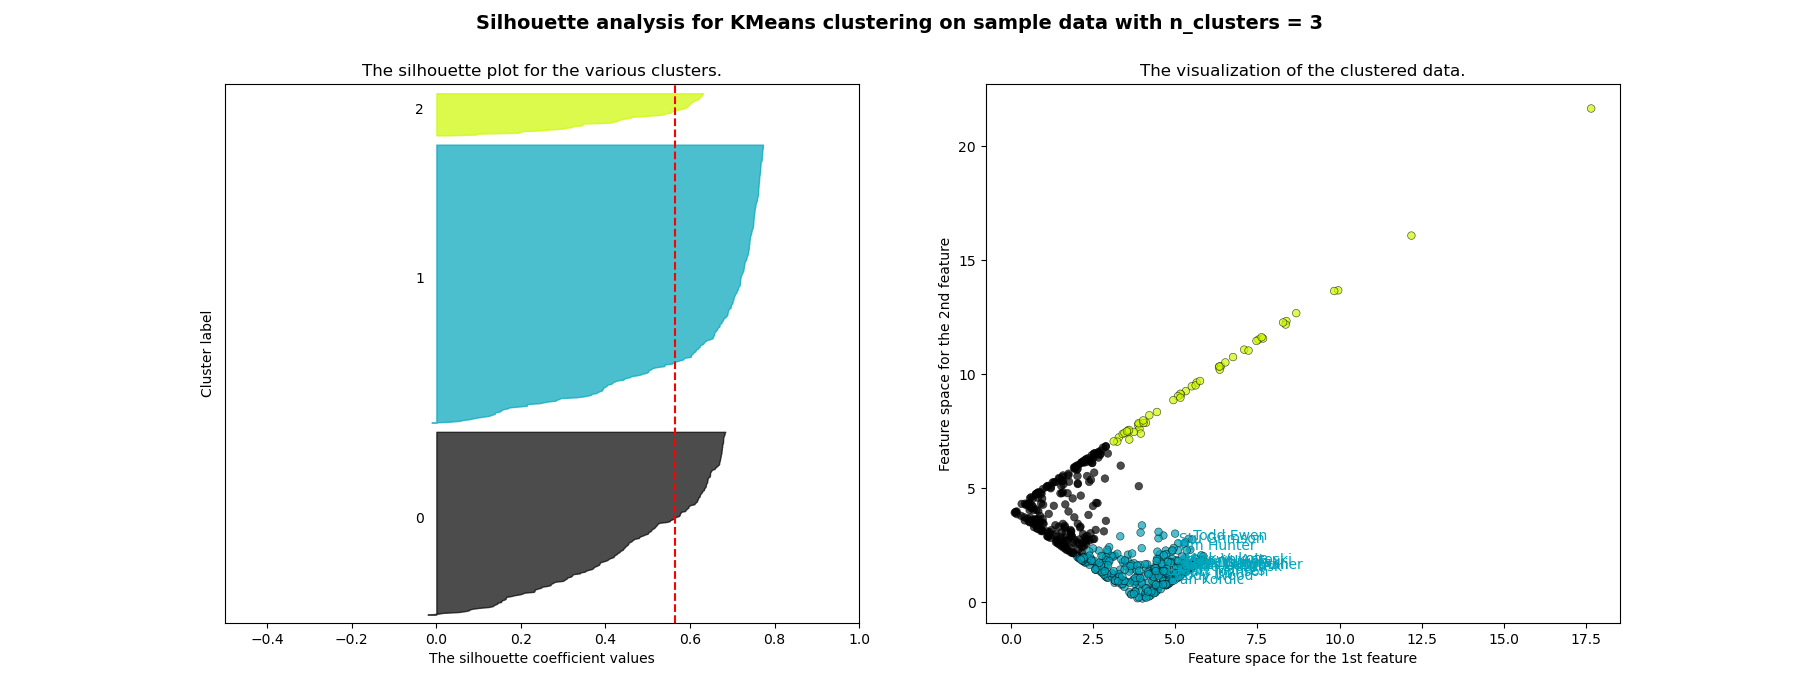 Silhouette analysis for KMeans clustering on sample data with n_clusters = 3
The silhouette plot for the various clusters.
2
1
0
Cluster label
−0.4 −0.2 0.0 0.2 0.4 0.6 0.8 1.0
The silhouette coefficient values
The visualization of the clustered data.
20
15
10
5
0
Feature space for the 2nd feature
Todd Ewen
Grimson
Hunter
Kordic
0.0 2.5 5.0 7.5 10.0 12.5 15.0 17.5
Feature space for the 1st feature